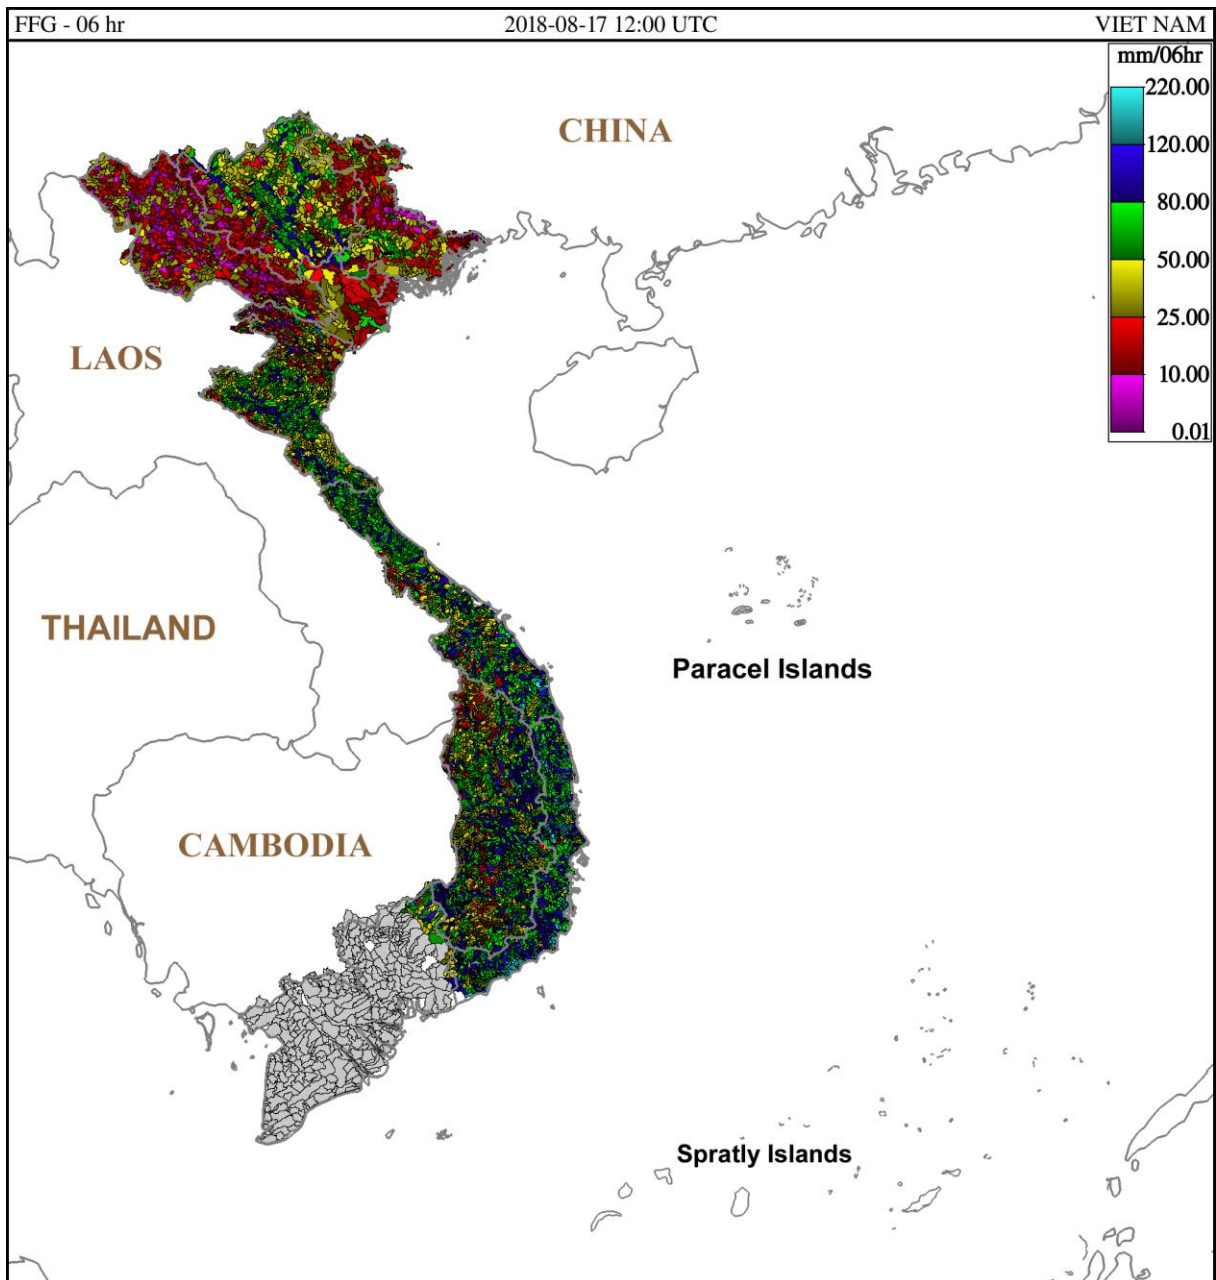 FFG - 06 hr
2018-08-17 12:00 UTC
VIET NAM
mm/06hr
220.00
120.00
80.00
50.00
25.00
10.00
0.01
CHINA
LAOS
THAILAND
Paracel Islands
CAMBODIA
Spratly Islands